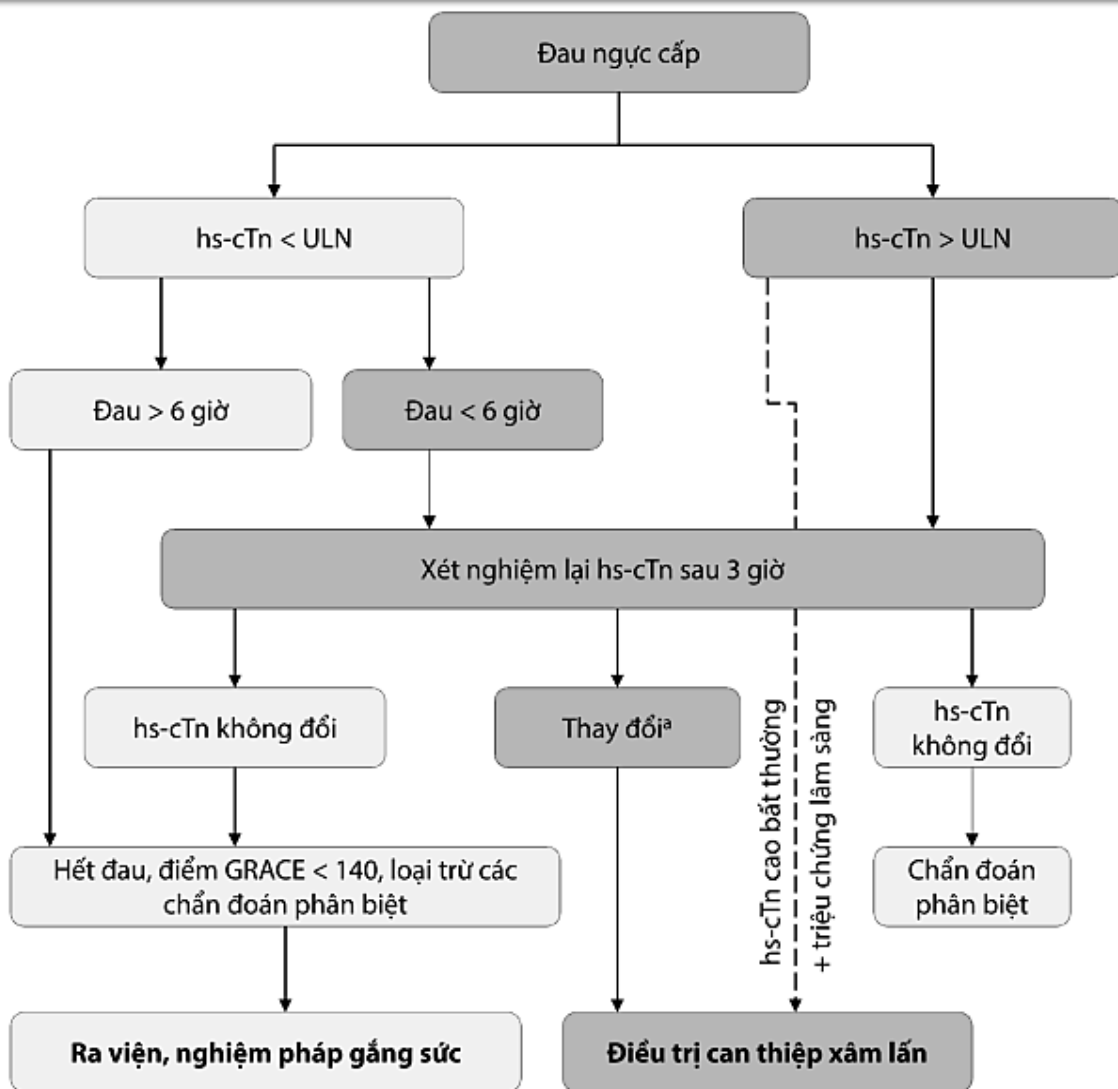 Đau ngực cấp
hs-cTn < ULN
hs-cTn > ULN
Đau > 6 giờ
Đau < 6 giờ
Xét nghiệm lại hs-cTn sau 3 giờ
hs-cTn không đổi
Thay đổiᵃ
hs-cTn cao bất thường
+ triệu chứng lâm sàng
hs-cTn
không đổi
Hết đau, điểm GRACE < 140, loại trừ các
chẩn đoán phân biệt
Chẩn đoán
phân biệt
Ra viện, nghiệm pháp gắng sức
Điều trị can thiệp xâm lấn